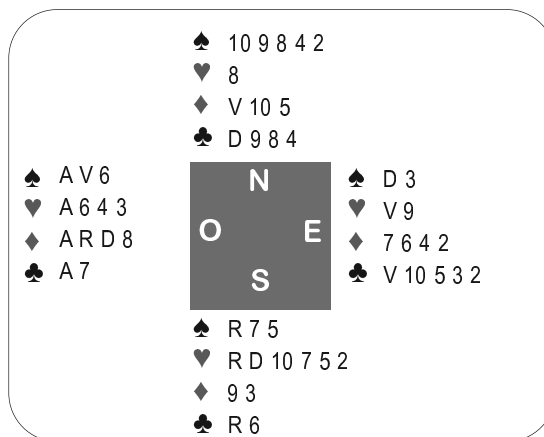 ♠ 10 9 8 4 2
♥ 8
♦ V 10 5
♣ D 9 8 4
♠ A V 6
♥ A 6 4 3
♦ A R D 8
♣ A 7
N
O E
S
♠ D 3
♥ V 9
♦ 7 6 4 2
♣ V 10 5 3 2
♠ R 7 5
♥ R D 10 7 5 2
♦ 9 3
♣ R 6